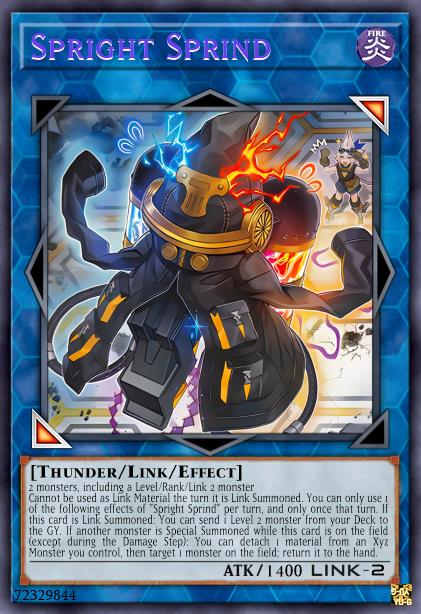 Spright Sprind
FIRE
炎
[Thunder/Link/Effect]
2 monsters, including a Level/Rank/Link 2 monster
Cannot be used as Link Material the turn it is Link Summoned. You can only use 1
of the following effects of "Spright Sprind" per turn, and only once that turn. If
this card is Link Summoned: You can send 1 Level 2 monster from your Deck to
the GY. If another monster is Special Summoned while this card is on the field
(except during the Damage Step): You can detach 1 material from an Xyz
Monster you control, then target 1 monster on the field; return it to the hand.
ATK/1400 LINK-2
72329844